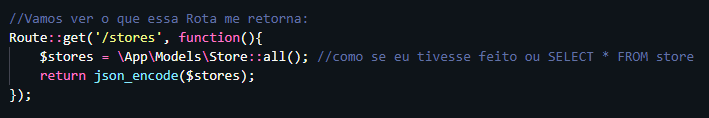 //Vamos ver o que essa Rota me retorna:
Route::get('/stores', function(){
    $stores = \App\Models\Store::all(); //como se eu tivesse feito ou SELECT * FROM store
    return json_encode($stores);
});